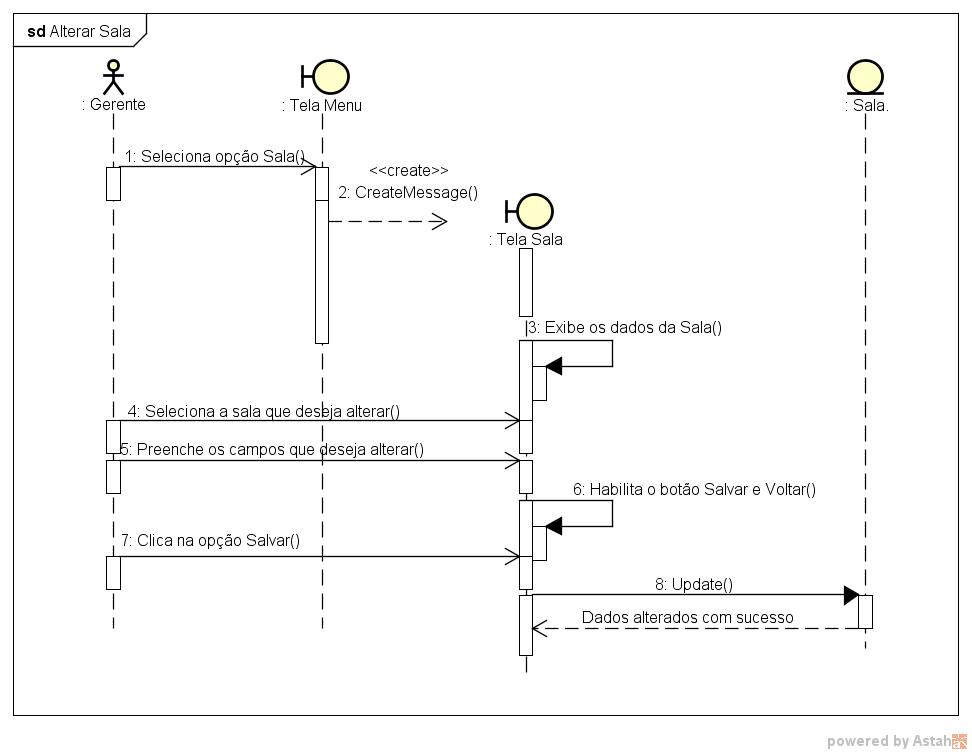 sd Alterar Sala
: Gerente
: Tela Menu
: Sala.
1: Seleciona opção Sala()
<<create>>
2: CreateMessage()
: Tela Sala
3: Exibe os dados da Sala()
4: Seleciona a sala que deseja alterar()
5: Preenche os campos que deseja alterar()
6: Habilita o botão Salvar e Voltar()
7: Clica na opção Salvar()
8: Update()
Dados alterados com sucesso
powered by Astah